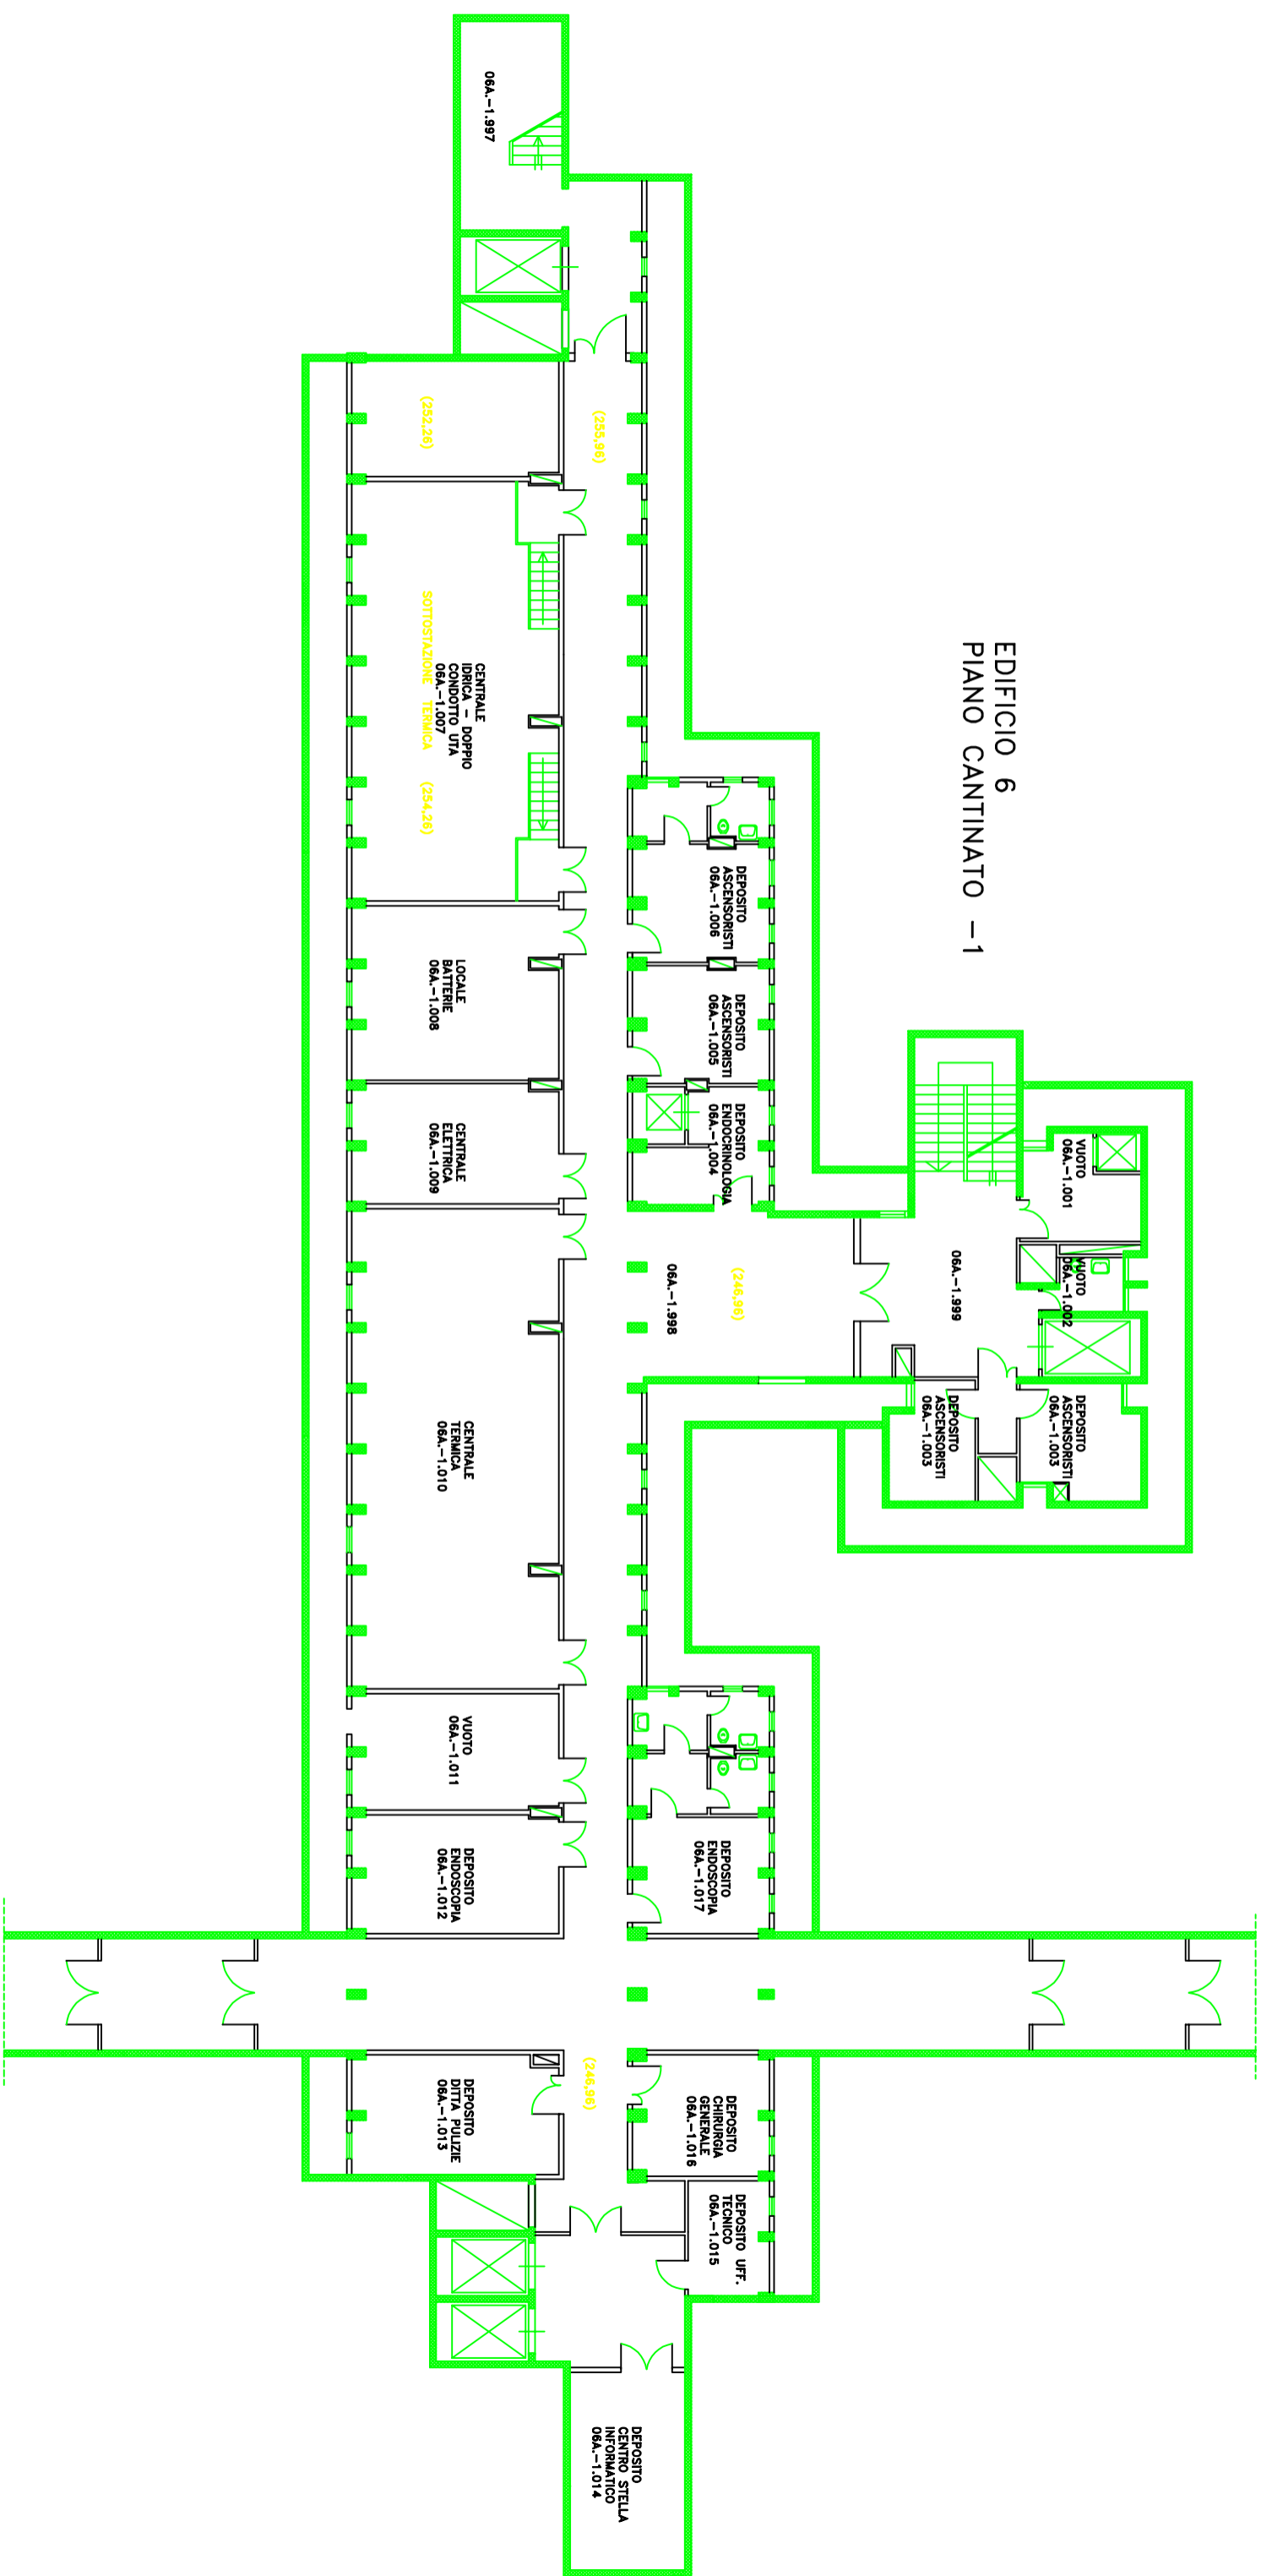 EDIFICIO 6
PIANO CANTINATO -1
06A.-1.997
(252,26)
(255,96)
CENTRALE
IDRICA - DOPPIO
CONDOTTO UTA
06A.-1.007
SOTTOSTAZIONE TERMICA (254,26)
DEPOSITO
ASCENSORISTI
06A.-1.006
LOCALE
BATTERIE
06A.-1.008
DEPOSITO
ASCENSORISTI
06A.-1.005
CENTRALE
ELETTRICA
06A.-1.009
DEPOSITO
ENDOCRINOLOGIA
06A.-1.004
VUOTO
06A.-1.001
VUOTO
06A.-1.002
06A.-1.999
(246,96)
06A.-1.998
DEPOSITO
ASCENSORISTI
06A.-1.003
DEPOSITO
ASCENSORISTI
06A.-1.003
CENTRALE
TERMICA
06A.-1.010
VUOTO
06A.-1.011
DEPOSITO
ENDOSCOPIA
06A.-1.017
DEPOSITO
ENDOSCOPIA
06A.-1.012
(246,96)
DEPOSITO
DITTA PULIZIE
06A.-1.013
DEPOSITO
CHIRURGIA
GENERALE
06A.-1.016
DEPOSITO UFF.
TECNICO
06A.-1.015
DEPOSITO
CENTRO STELLA
INFORMATICO
06A.-1.014